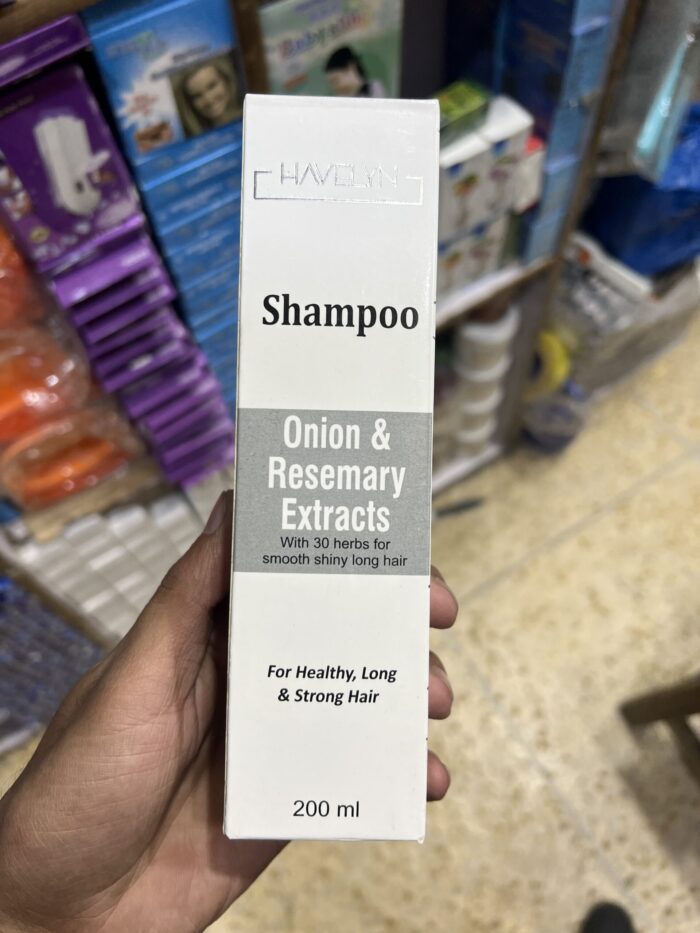 HAVELYN
Shampoo
Onion &
Resemary
Extracts
With 30 herbs for
smooth shiny long hair
For Healthy, Long
& Strong Hair
200 ml